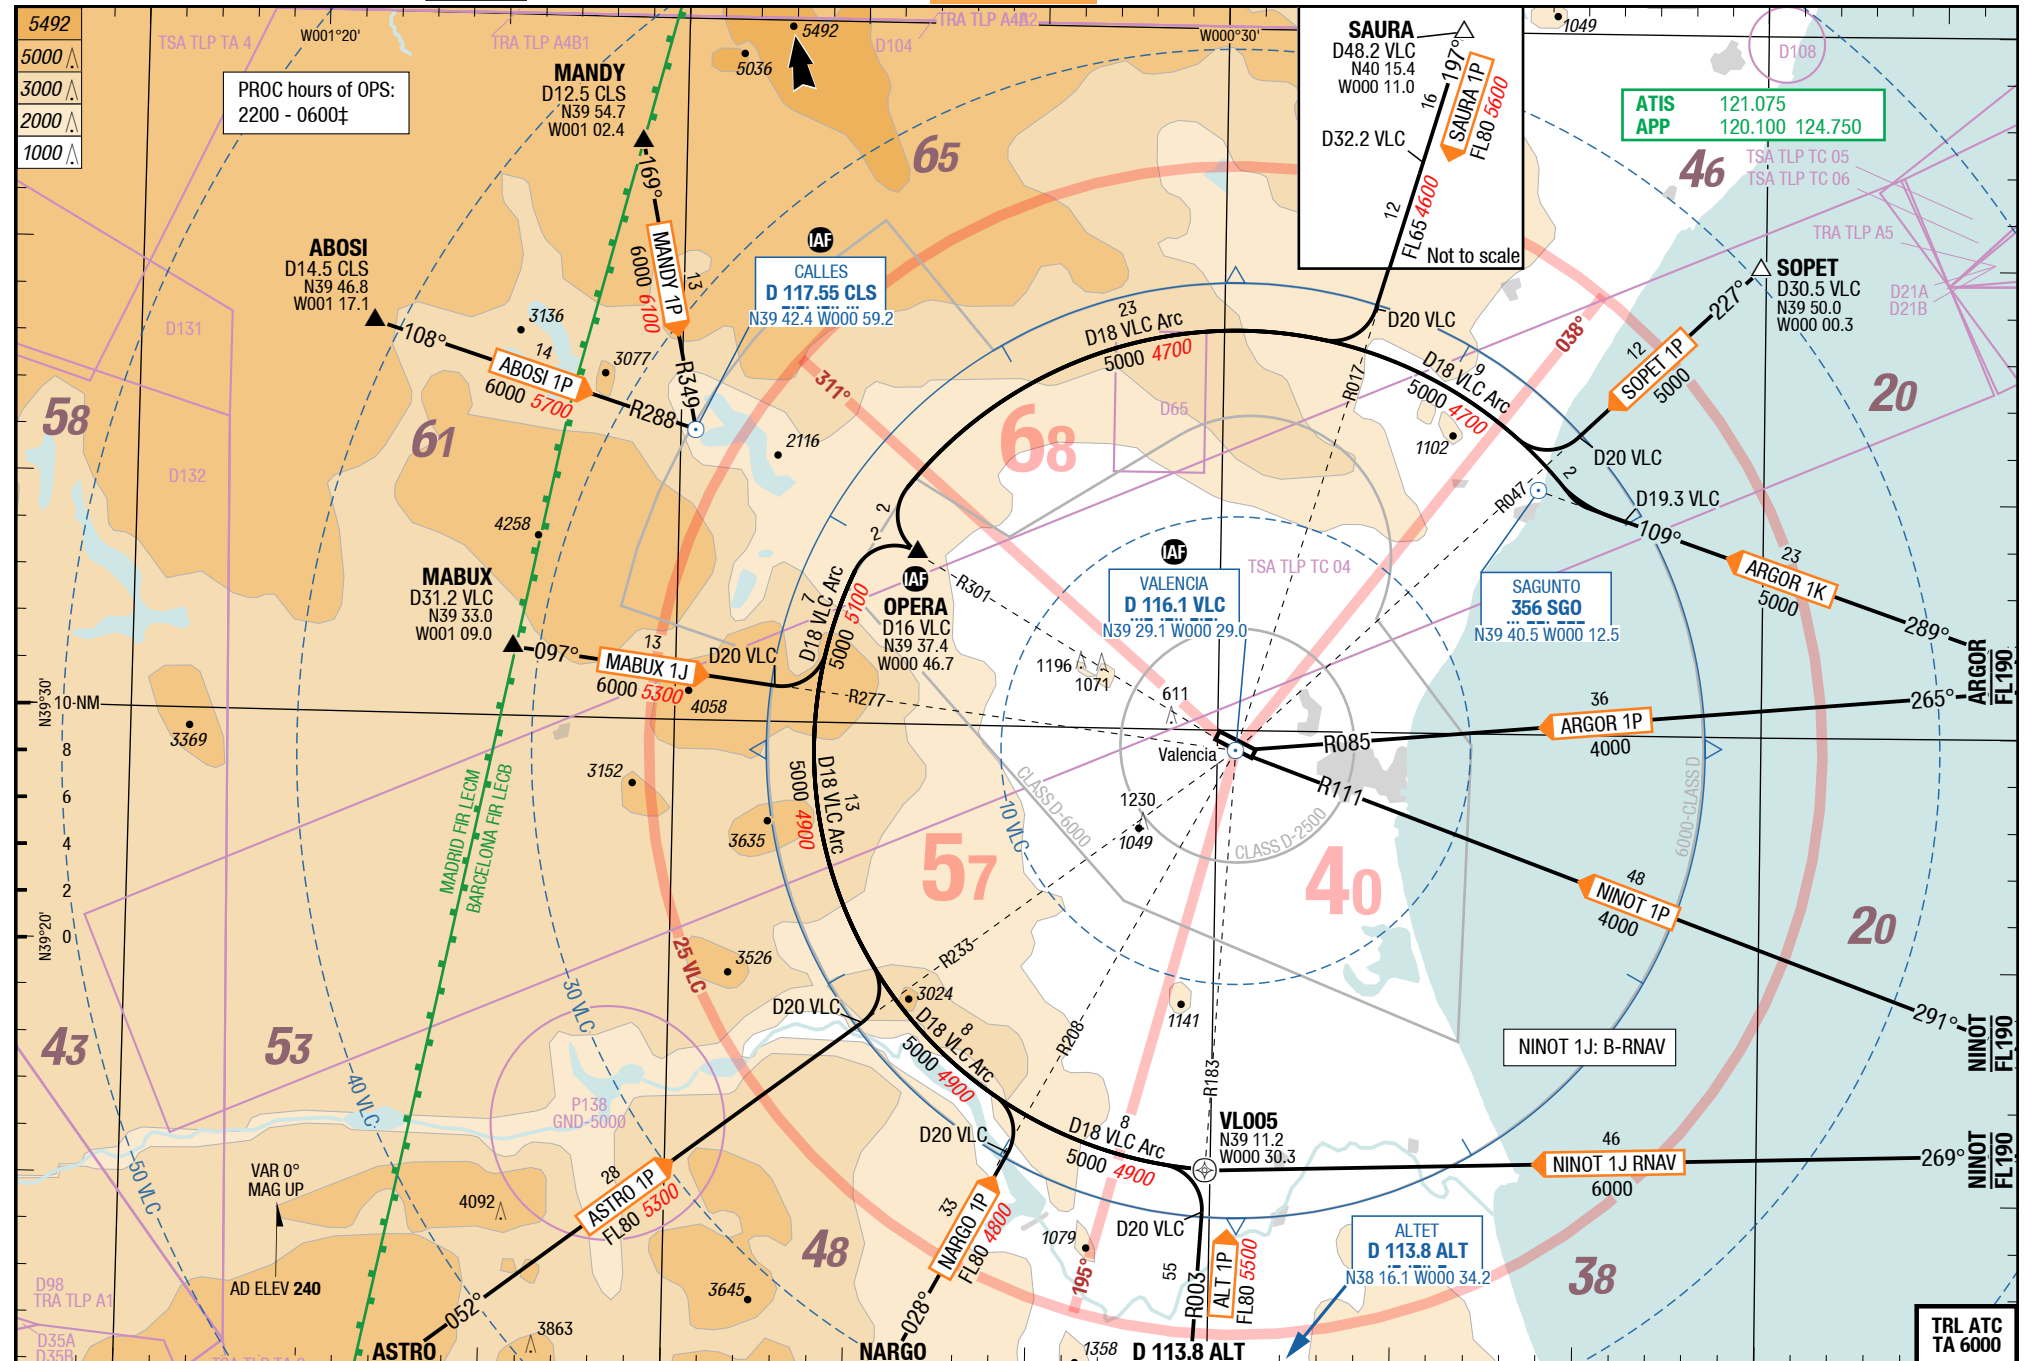 5492
5000
3000
2000
1000
TSA TLP TA 4
W001°20'
TRA TLP A4B1
PROC hours of OPS:
2200 - 0600‡
MANDY
D12.5 CLS
N39 54.7
W001 02.4
5492
5036
TRA TLP A4A2
D104
W000°30'
SAURA
D48.2 VLC
N40 15.4
W000 11.0
197°
16
SAURA 1P
FL80 5600
D32.2 VLC
12
FL65 4600
Not to scale
1049
D108
ATIS 121.075
APP 120.100 124.750
TSA TLP TC 05
TSA TLP TC 06
TRA TLP A5
D21A
D21B
65
46
169°
MANDY 1P
13
6000 6100
R349
ABOSI
D14.5 CLS
N39 46.8
W001 17.1
108°
14
ABOSI 1P
6000 5700
R288
3136
3077
D131
D132
58
61
IAF
CALLES
D 117.55 CLS
N39 42.4 W000 59.2
2116
311°
23
D18 VLC Arc
5000 4700
D65
68
D20 VLC
R017
038°
9
D18 VLC Arc
5000 4700
1102
SOPET
D30.5 VLC
N39 50.0
W000 00.3
227°
12
SOPET 1P
5000
20
D20 VLC
2
R047
D19.3 VLC
109°
23
ARGOR 1K
5000
289°
ARGOR
FL190
4258
MABUX
D31.2 VLC
N39 33.0
W001 09.0
097°
13
MABUX 1J
6000 5300
D20 VLC
4058
R277
7
D18 VLC Arc
5000 5100
2
2
IAF
OPERA
D16 VLC
N39 37.4
W000 46.7
R301
IAF
VALENCIA
D 116.1 VLC
N39 29.1 W000 29.0
TSA TLP TC 04
SAGUNTO
356 SGO
N39 40.5 W000 12.5
1196
1071
611
Valencia
R085
36
ARGOR 1P
4000
265°
R111
48
NINOT 1P
4000
291°
NINOT
FL190
N39°30'
10-NM
8
6
4
2
0
N39°20'
3369
3152
3635
MADRID FIR LECM
BARCELONA FIR LECB
13
D18 VLC Arc
5000 4900
57
40
CLASS D-6000
CLASS D-2500
6000-CLASS D
10 VLC
1230
1049
20
3526
25 VLC
30 VLC
R233
3024
D20 VLC
8
D18 VLC Arc
5000 4900
R208
1141
R183
NINOT 1J: B-RNAV
43
53
40 VLC
50 VLC
P138
GND-5000
D20 VLC
8
D18 VLC Arc
5000 4900
VL005
N39 11.2
W000 30.3
46
NINOT 1J RNAV
6000
269°
NINOT
FL190
VAR 0°
MAG UP
AD ELEV 240
4092
28
ASTRO 1P
FL80 5300
052°
ASTRO
3863
3645
48
33
NARGO 1P
FL80 4800
028°
NARGO
1079
195°
1358
D20 VLC
55
R003
ALT 1P
FL80 5500
D 113.8 ALT
ALTET
D 113.8 ALT
N38 16.1 W000 34.2
38
D98
TRA TLP A1
D35A
D35B
TRL ATC
TA 6000